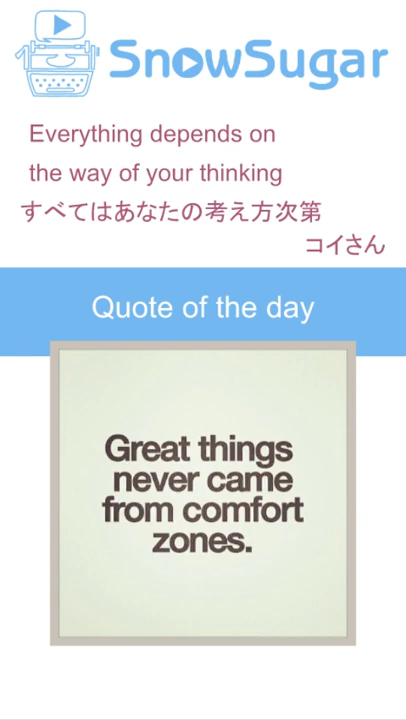 SnowSugar
Everything depends on
the way of your thinking
すべてはあなたの考え方次第
コイさん
Quote of the day
Great things
never came
from comfort
zones.